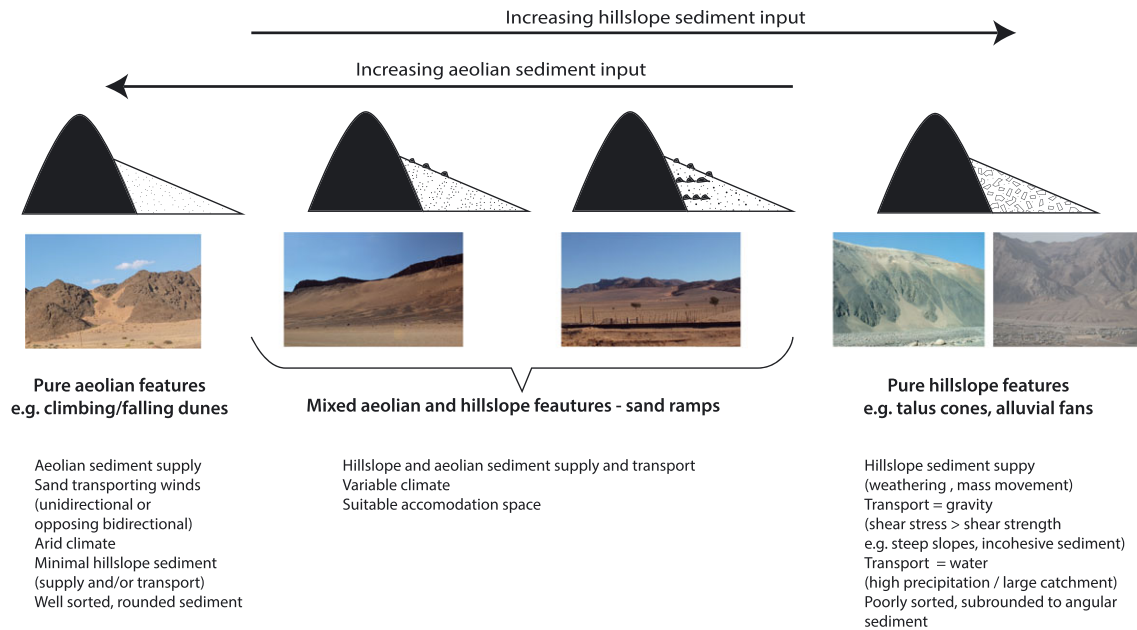 Increasing hillslope sediment input
Increasing aeolian sediment input
Pure aeolian features
e.g. climbing/falling dunes
Mixed aeolian and hillslope feautures - sand ramps
Pure hillslope features
e.g. talus cones, alluvial fans
Aeolian sediment supply
Sand transporting winds
(unidirectional or
opposing bidirectional)
Arid climate
Minimal hillslope sediment
(supply and/or transport)
Well sorted, rounded sediment
Hillslope and aeolian sediment supply and transport
Variable climate
Suitable accomodation space
Hillslope sediment suppy
(weathering , mass movement)
Transport = gravity
(shear stress > shear strength
e.g. steep slopes, incohesive sediment)
Transport = water
(high precipitation / large catchment)
Poorly sorted, subrounded to angular
sediment